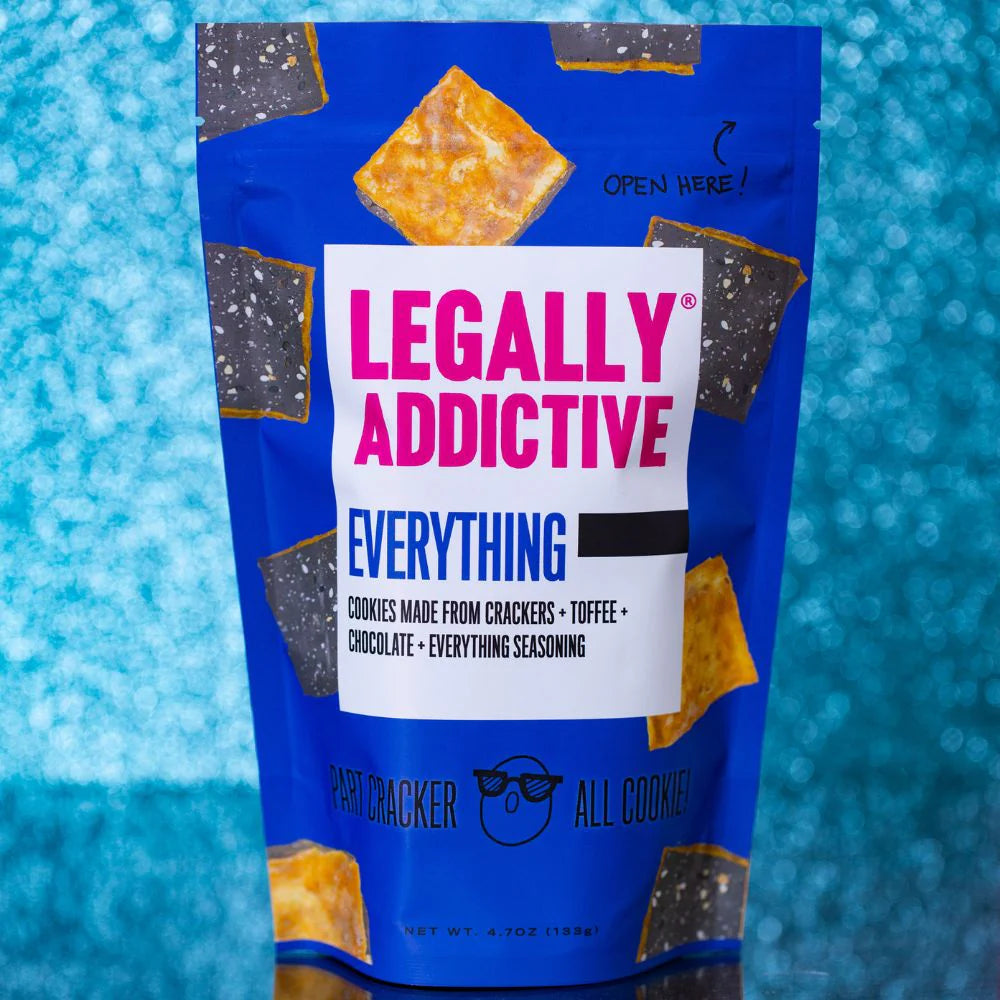 OPEN HERE!
LEGALLY®
ADDICTIVE
EVERYTHING
COOKIES MADE FROM CRACKERS + TOFFEE +
CHOCOLATE + EVERYTHING SEASONING
PART CRACKER ALL COOKIE!
NET WT. 4.7OZ (133g)